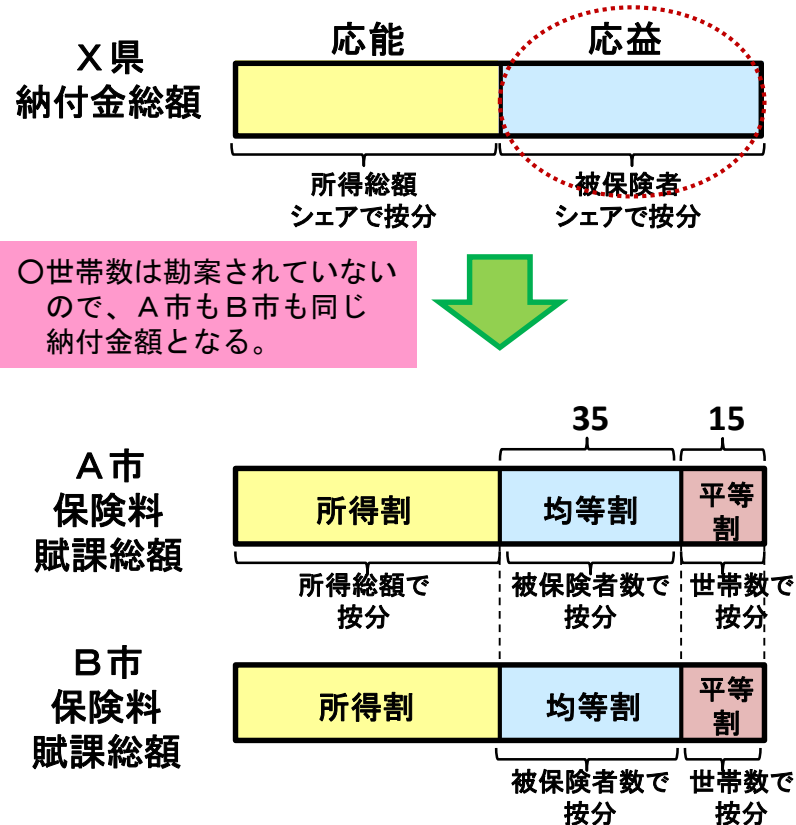 応能
応益
X県
納付金総額
所得総額
シェアで按分
被保険者
シェアで按分
○世帯数は勘案されていない
ので、A市もB市も同じ
納付金額となる。
35
15
A市
保険料
賦課総額
所得割
均等割
平等
割
所得総額で
按分
被保険者数で
按分
世帯数で
按分
B市
保険料
賦課総額
所得割
均等割
平等
割
被保険者数で
按分
世帯数で
按分